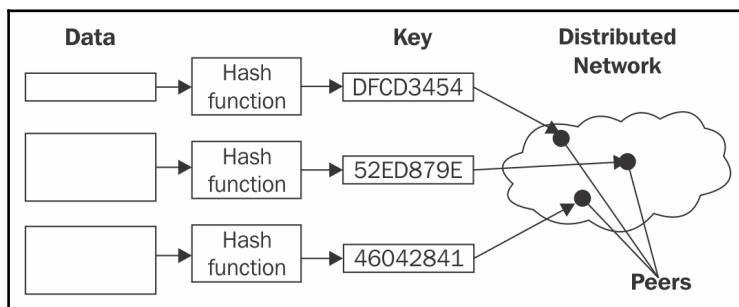 Data
Key
Distributed
Network
Hash
function
DFCD3454
Hash
function
52ED879E
Hash
function
46042841
Peers